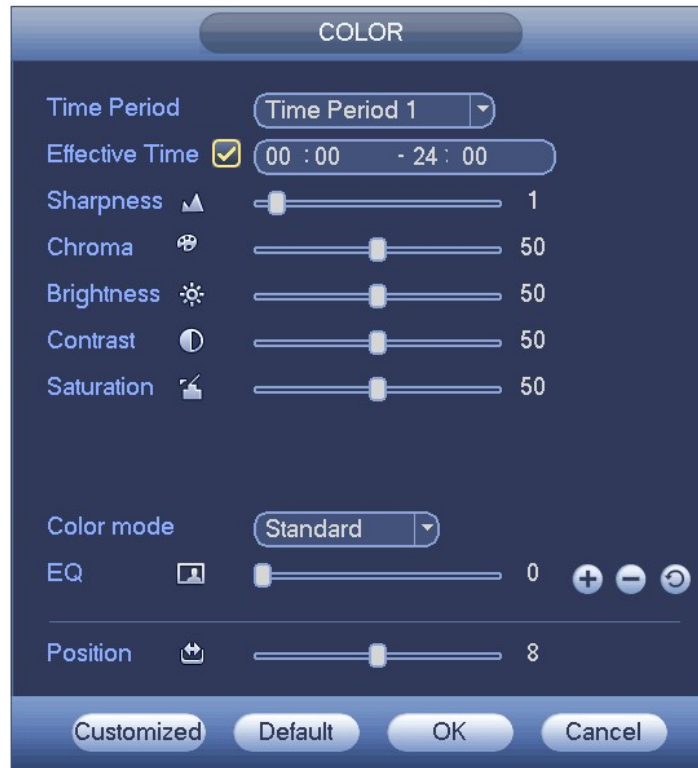 COLOR
Time Period Time Period 1
Effective Time 00 :00 - 24 : 00
Sharpness 1
Chroma 50
Brightness 50
Contrast 50
Saturation 50
Color mode Standard
EQ 0
Position 8
Customized Default OK Cancel